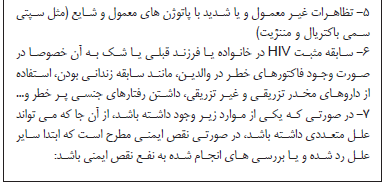 ۵- تظاهرات غیر معمول و یا شدید با پاتوژن های معمول و شایع (مثل سپتی
سمی باکتریال و مننژیت)
۶- سابقه مثبت HIV در خانواده یا فرزند قبلی یا شک به آن خصوصا در
صورت وجود فاکتورهای خطر در والدین، مانند سابقه زندانی بودن، استفاده
از داروهای مخدر تزریقی و غیر تزریقی، داشتن رفتارهای جنسی پر خطر و...
۷- در صورتی که یکی از موارد زیر وجود داشته باشد، از آن جا که می تواند
علل متعددی داشته باشد، در صورتی نقص ایمنی مطرح است که ابتدا سایر
علل رد شده و یا بررسی های انجام شده به نفع نقص ایمنی باشد: